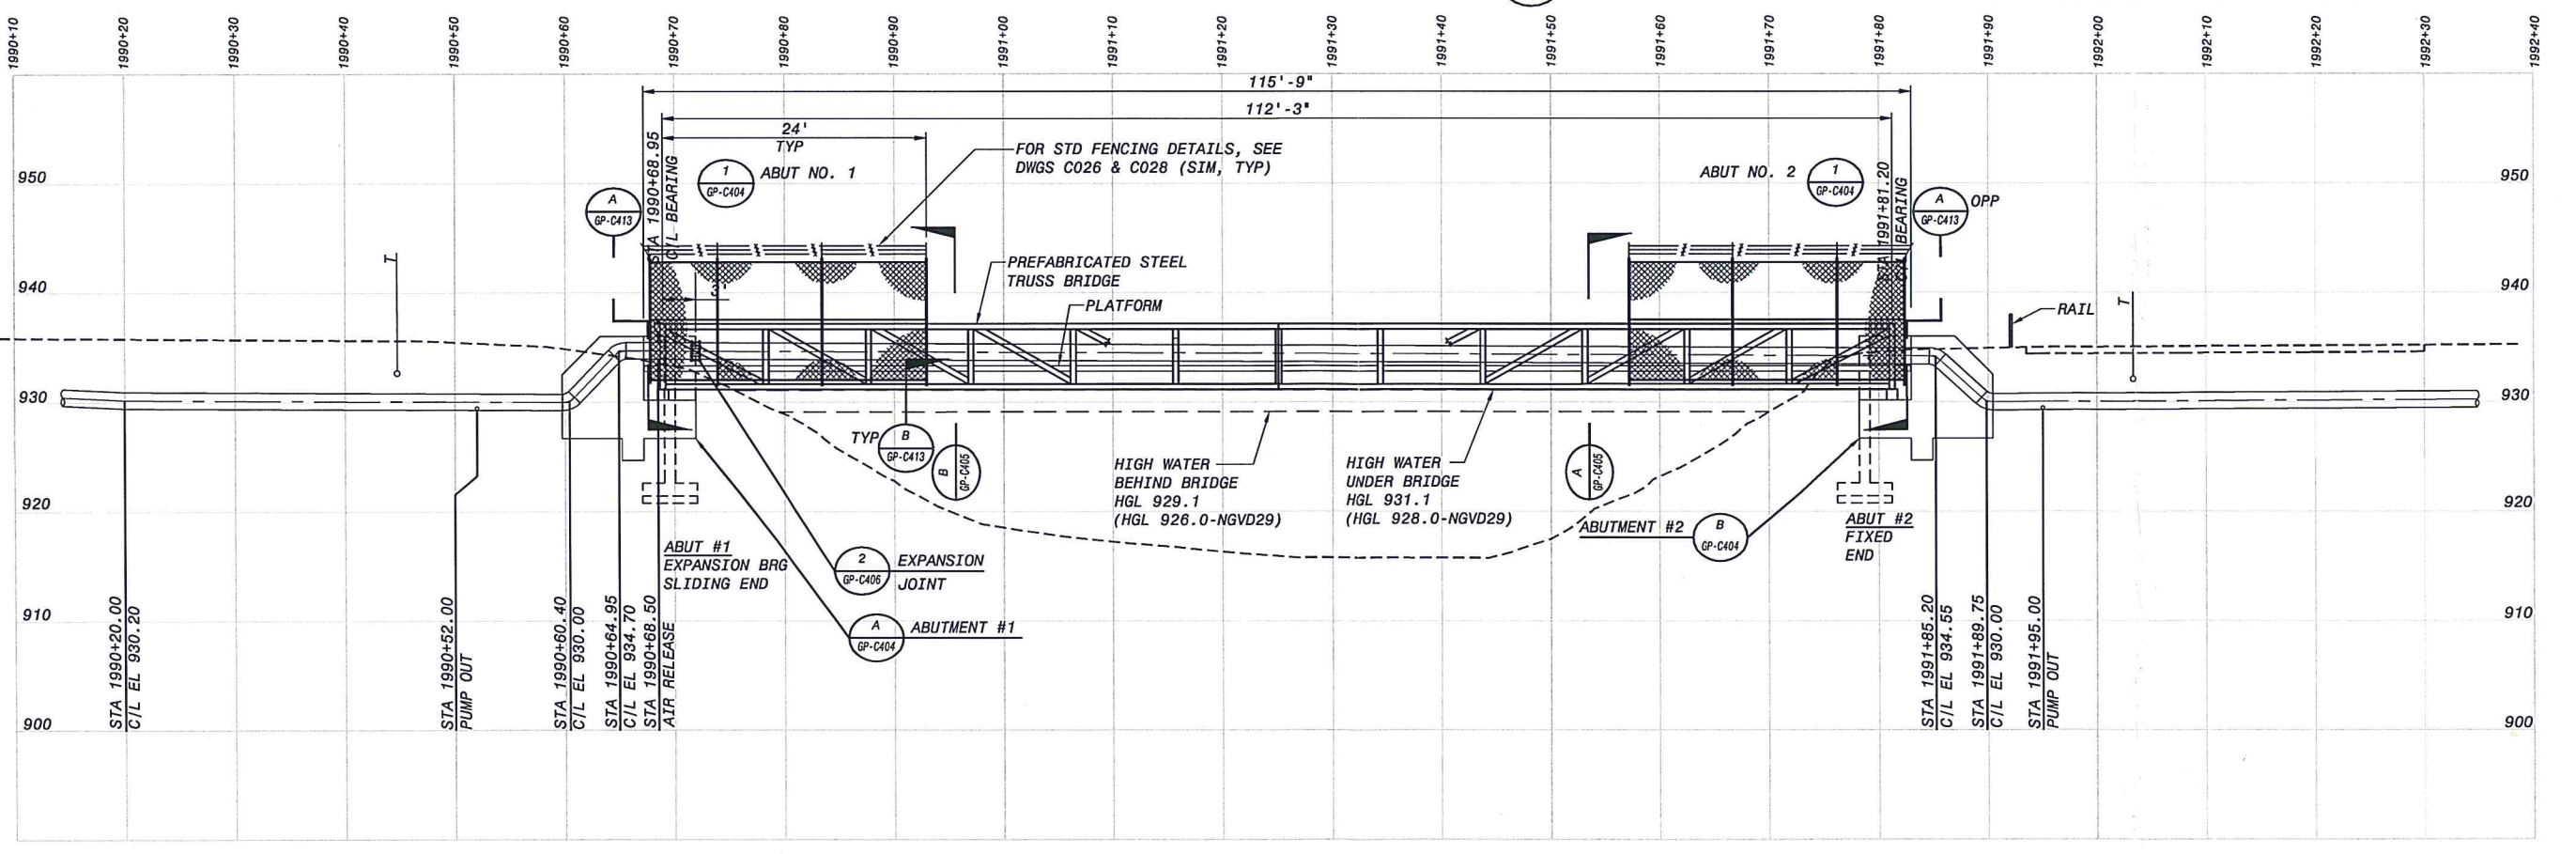 1990+10
1990+20
1990+30
1990+40
1990+50
1990+60
1990+70
1990+80
1990+90
1991+00
1991+10
1991+20
1991+30
1991+40
1991+50
1991+60
1991+70
1991+80
1991+90
1992+00
1992+10
1992+20
1992+30
1992+40
115'-9"
112'-3"
24'
TYP
STA 1990+68.95
C/L BEARING
1
GP-C404
ABUT NO. 1
FOR STD FENCING DETAILS, SEE
DWGS C026 & C028 (SIM, TYP)
ABUT NO. 2
1
GP-C404
STA 1991+81.20
C/L BEARING
950
950
A
GP-C413
A
GP-C413
OPP
T
PREFABRICATED STEEL
TRUSS BRIDGE
PLATFORM
3'
940
940
T
RAIL
930
930
TYP
B
GP-C413
B
GP-C405
HIGH WATER
BEHIND BRIDGE
HGL 929.1
(HGL 926.0-NGVD29)
HIGH WATER
UNDER BRIDGE
HGL 931.1
(HGL 928.0-NGVD29)
A
GP-C405
920
920
ABUT #1
EXPANSION BRG
SLIDING END
2
GP-C406
EXPANSION
JOINT
ABUTMENT #2
B
GP-C404
ABUT #2
FIXED
END
910
910
A
GP-C404
ABUTMENT #1
900
900
STA 1990+20.00
C/L EL 930.20
STA 1990+52.00
PUMP OUT
STA 1990+60.40
C/L EL 930.00
STA 1990+64.95
C/L EL 934.70
STA 1990+68.50
AIR RELEASE
STA 1991+85.20
C/L EL 934.55
STA 1991+89.75
C/L EL 930.00
STA 1991+95.00
PUMP OUT